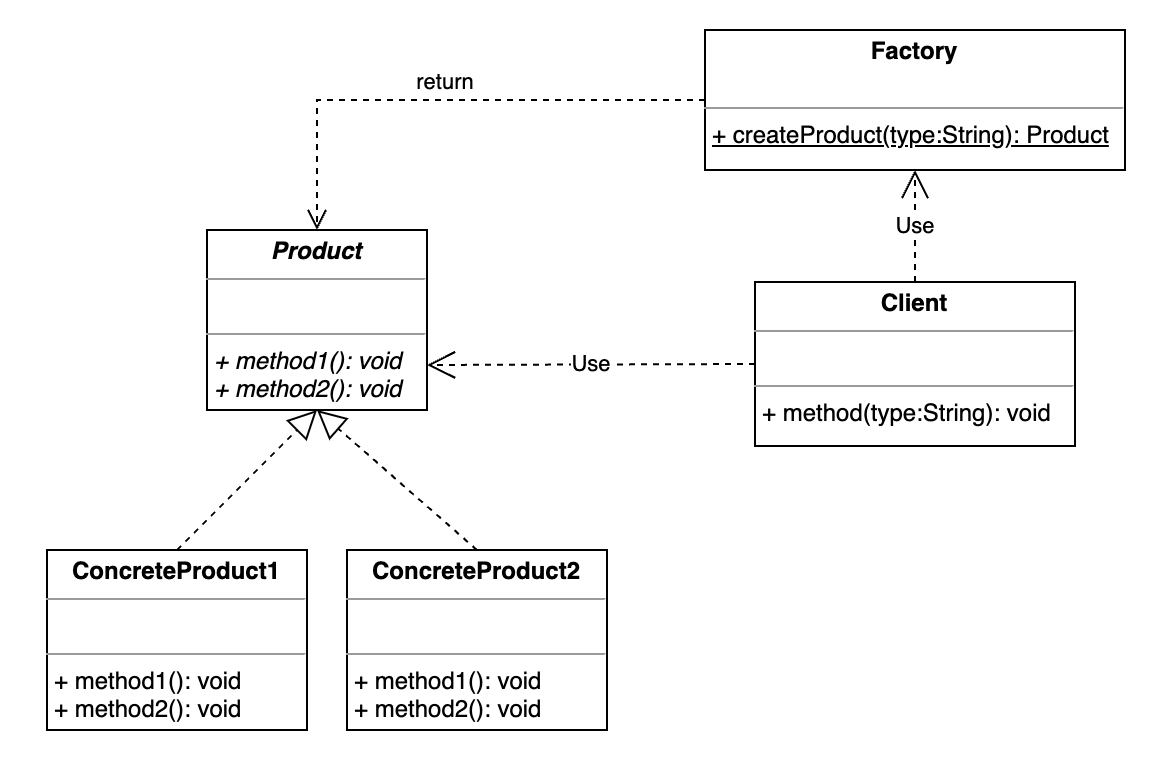 Factory
return
+ createProduct(type:String): Product
Use
Product
Client
+ method1(): void
+ method2(): void
Use
+ method(type:String): void
ConcreteProduct1
ConcreteProduct2
+ method1(): void
+ method2(): void
+ method1(): void
+ method2(): void